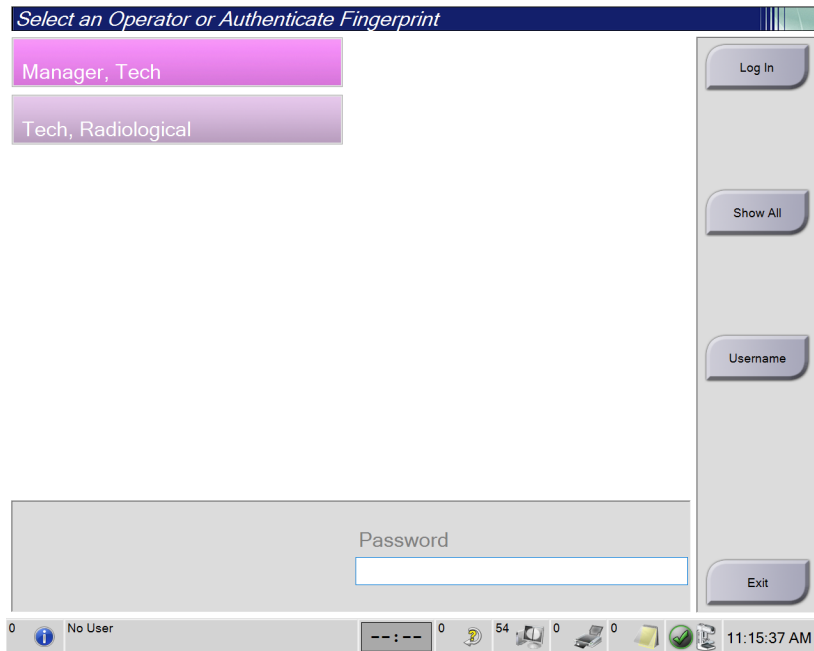 Select an Operator or Authenticate Fingerprint
Manager, Tech
Tech, Radiological
Log In
Show All
Username
Password
Exit
0 No User --:-- 0 54 0 0 11:15:37 AM